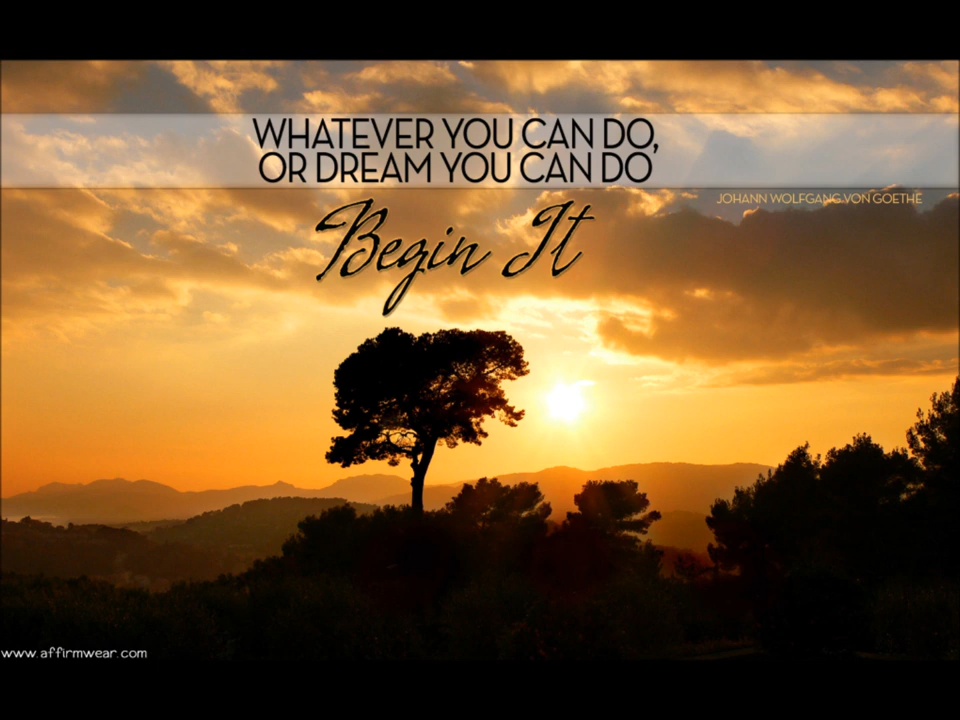 WHATEVER YOU CAN DO,
OR DREAM YOU CAN DO
JOHANN WOLFGANG VON GOETHE
Begin It
www.affirmwear.com